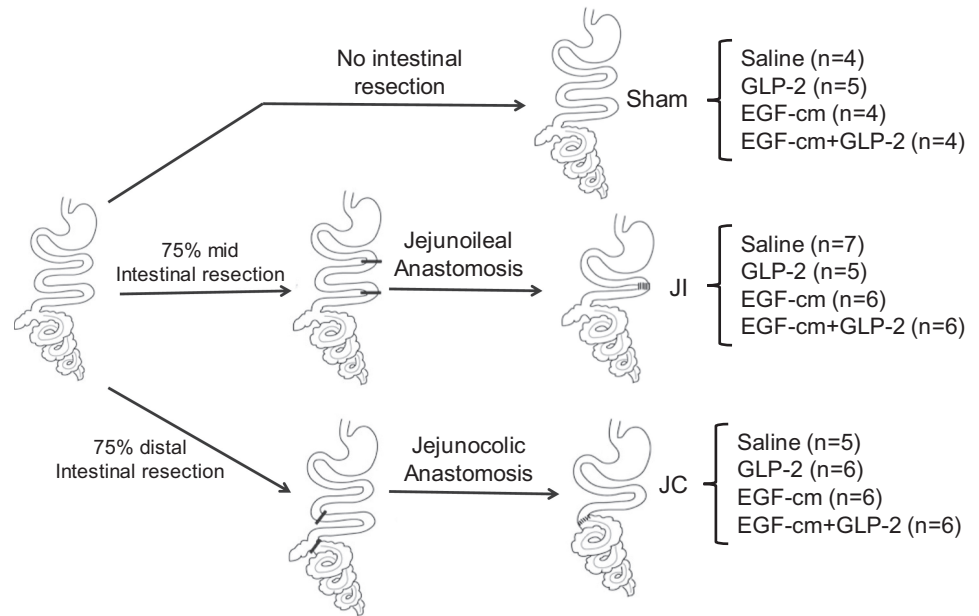 No intestinal
resection
Sham
Saline (n=4)
GLP-2 (n=5)
EGF-cm (n=4)
EGF-cm+GLP-2 (n=4)
75% mid
Intestinal resection
Jejunoileal
Anastomosis
JI
Saline (n=7)
GLP-2 (n=5)
EGF-cm (n=6)
EGF-cm+GLP-2 (n=6)
75% distal
Intestinal resection
Jejunocolic
Anastomosis
JC
Saline (n=5)
GLP-2 (n=6)
EGF-cm (n=6)
EGF-cm+GLP-2 (n=6)